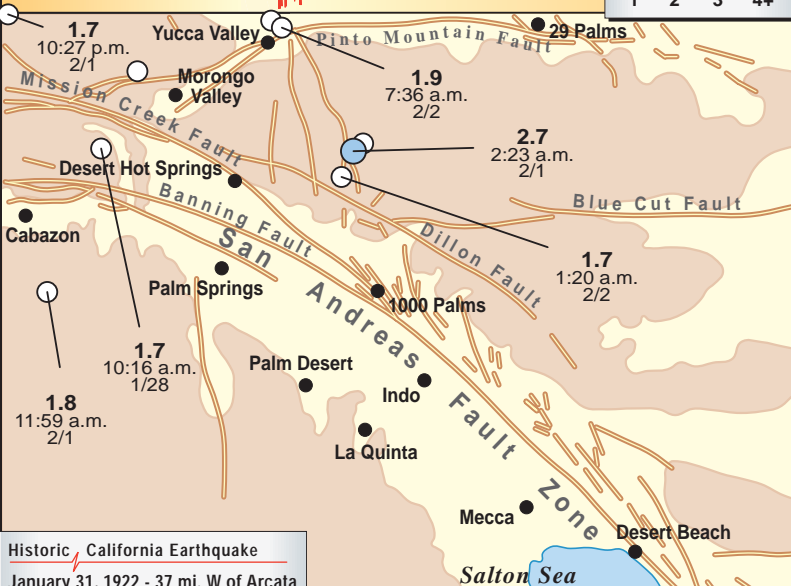 1 2 3 4+
1.7
10:27 p.m.
2/1
Yucca Valley
Pinto Mountain Fault
29 Palms
1.9
7:36 a.m.
2/2
Morongo
Valley
Mission Creek Fault
2.7
2:23 a.m.
2/1
Desert Hot Springs
Banning Fault
Blue Cut Fault
Cabazon
Dillon Fault
1.7
1:20 a.m.
2/2
Palm Springs
San Andreas Fault Zone
1000 Palms
1.7
10:16 a.m.
1/28
Palm Desert
Indo
1.8
11:59 a.m.
2/1
La Quinta
Mecca
Desert Beach
Salton Sea
Historic California Earthquake
January 31, 1922 - 37 mi. W of Arcata